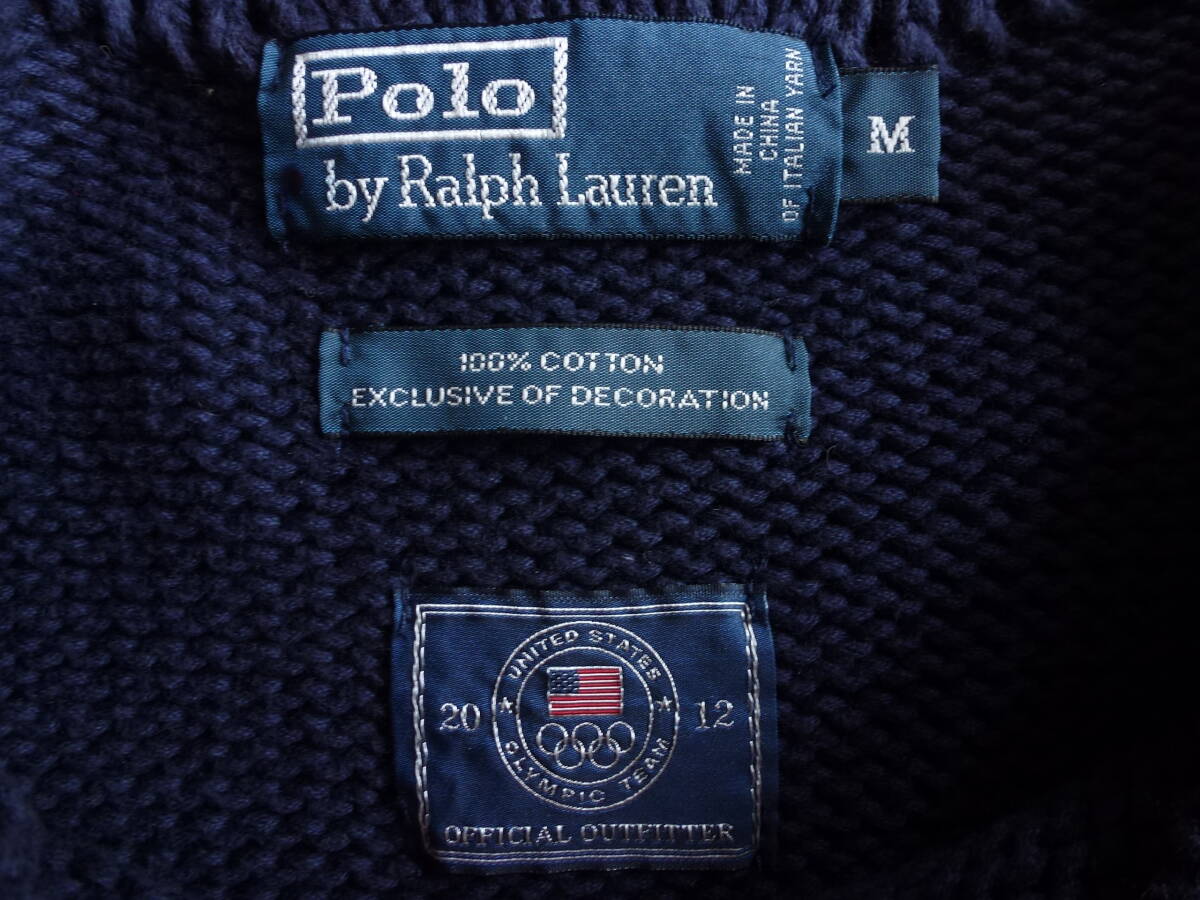 Polo
by Ralph Lauren
MADE IN
CHINA
OF ITALIAN YARN
M
100% COTTON
EXCLUSIVE OF DECORATION
UNITED STATES
20 12
OLYMPIC TEAM
OFFICIAL OUTFITTER